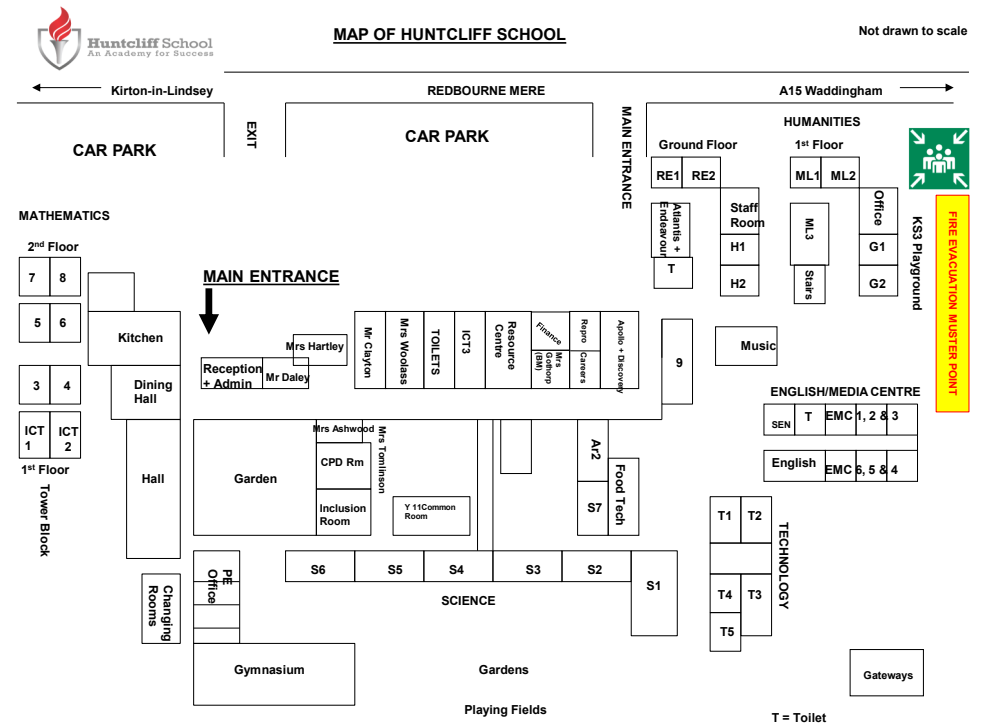 Huntcliff School
An Academy for Success
MAP OF HUNTCLIFF SCHOOL
Not drawn to scale
Kirton-in-Lindsey
REDBOURNE MERE
A15 Waddingham
CAR PARK
EXIT
CAR PARK
MAIN ENTRANCE
HUMANITIES
Ground Floor
1st Floor
RE1
RE2
ML1
ML2
Atlantis +
Endeavour
T
Staff
Room
H1
H2
ML3
Stairs
Office
G1
G2
KS3 Playground
FIRE EVACUATION MUSTER POINT
MATHEMATICS
2nd Floor
7
8
5
6
3
4
ICT
1
ICT
2
1st Floor
Tower Block
MAIN ENTRANCE
Kitchen
Dining
Hall
Hall
Reception
+ Admin
Mr Daley
Mrs Hartley
Mr Clayton
Mrs Woolass
TOILETS
ICT3
Resource
Centre
Finance
Mrs
Gothorp
(BM)
Repro
Careers
Apollo + Discovery
9
Music
ENGLISH/MEDIA CENTRE
SEN
T
EMC 1, 2 & 3
English
EMC 6, 5 & 4
Garden
Mrs Ashwood
CPD Rm
Inclusion
Room
Mrs Tomlinson
Y 11Common
Room
Ar2
S7
Food Tech
T1
T2
T4
T3
T5
TECHNOLOGY
PE
Office
Changing
Rooms
S6
S5
S4
S3
S2
S1
SCIENCE
Gymnasium
Gardens
Gateways
Playing Fields
T = Toilet